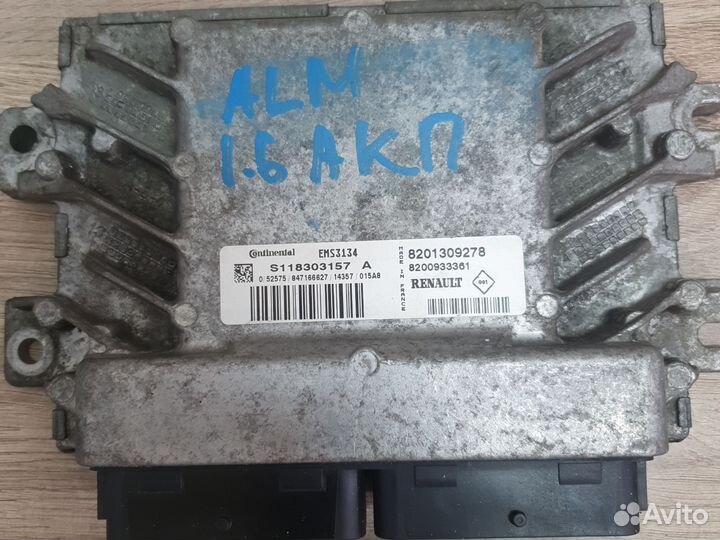 ALM
1.6 АКП
Continental EMS3134
S118303157 A
0 / 52575 / 847166627 / 14357 / 015A8
MADE IN FRANCE
8201309278
8200933361
RENAULT
001
Avito